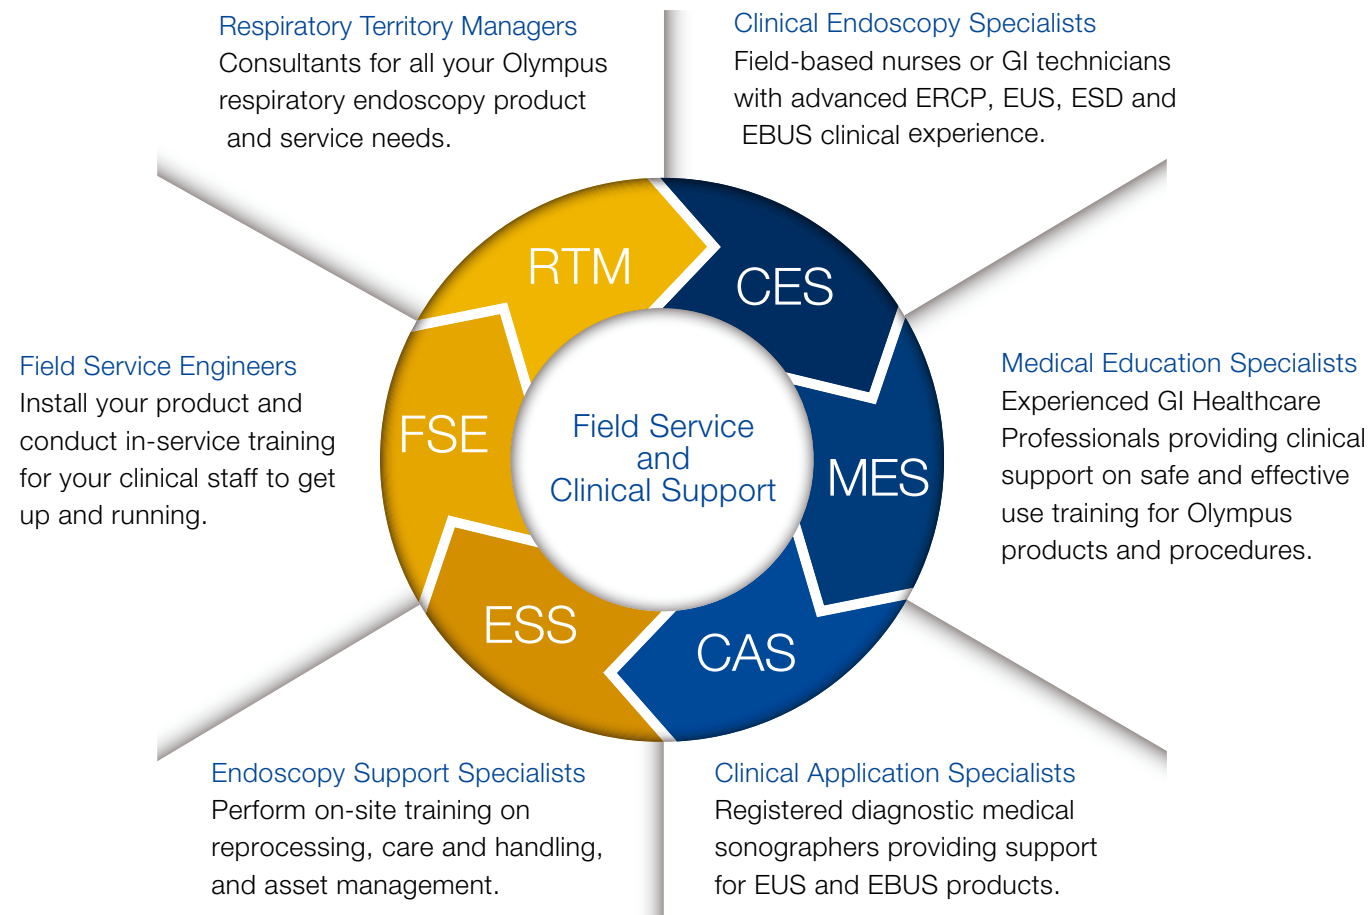 Respiratory Territory Managers
Consultants for all your Olympus
respiratory endoscopy product
and service needs.
Clinical Endoscopy Specialists
Field-based nurses or GI technicians
with advanced ERCP, EUS, ESD and
EBUS clinical experience.
RTM
CES
Field Service Engineers
Install your product and
conduct in-service training
for your clinical staff to get
up and running.
FSE
Field Service
and
Clinical Support
MES
Medical Education Specialists
Experienced GI Healthcare
Professionals providing clinical
support on safe and effective
use training for Olympus
products and procedures.
ESS
CAS
Endoscopy Support Specialists
Perform on-site training on
reprocessing, care and handling,
and asset management.
Clinical Application Specialists
Registered diagnostic medical
sonographers providing support
for EUS and EBUS products.